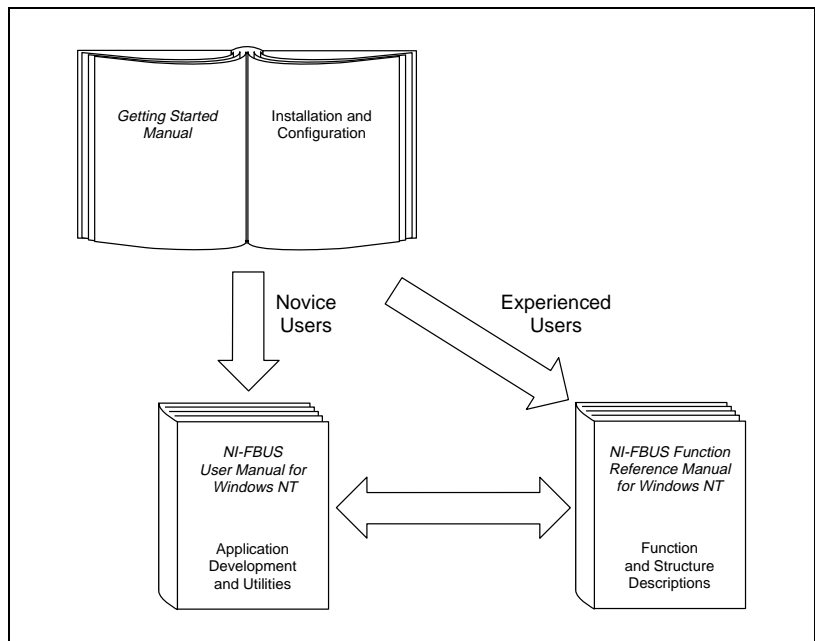 Getting Started
Manual
Installation and
Configuration
Novice
Users
Experienced
Users
NI-FBUS
User Manual for
Windows NT
Application
Development
and Utilities
NI-FBUS Function
Reference Manual
for Windows NT
Function
and Structure
Descriptions